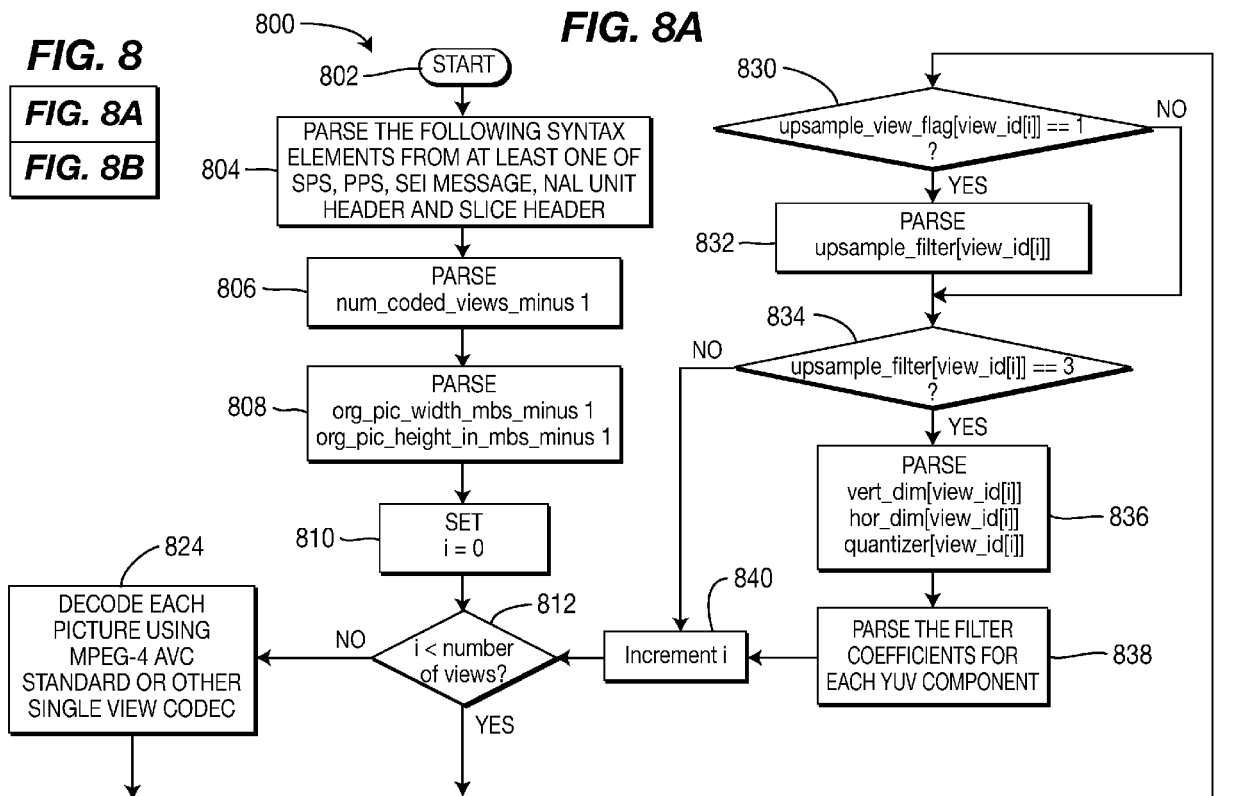 FIG. 8
FIG. 8A
FIG. 8B
FIG. 8A
800
802
START
804
PARSE THE FOLLOWING SYNTAX
ELEMENTS FROM AT LEAST ONE OF
SPS, PPS, SEI MESSAGE, NAL UNIT
HEADER AND SLICE HEADER
806
PARSE
num_coded_views_minus 1
808
PARSE
org_pic_width_mbs_minus 1
org_pic_height_in_mbs_minus 1
810
SET
i = 0
812
i < number
of views?
NO
YES
824
DECODE EACH
PICTURE USING
MPEG-4 AVC
STANDARD OR OTHER
SINGLE VIEW CODEC
830
upsample_view_flag[view_id[i]] == 1
?
NO
YES
832
PARSE
upsample_filter[view_id[i]]
834
upsample_filter[view_id[i]] == 3
?
NO
YES
836
PARSE
vert_dim[view_id[i]]
hor_dim[view_id[i]]
quantizer[view_id[i]]
838
PARSE THE FILTER
COEFFICIENTS FOR
EACH YUV COMPONENT
840
Increment i